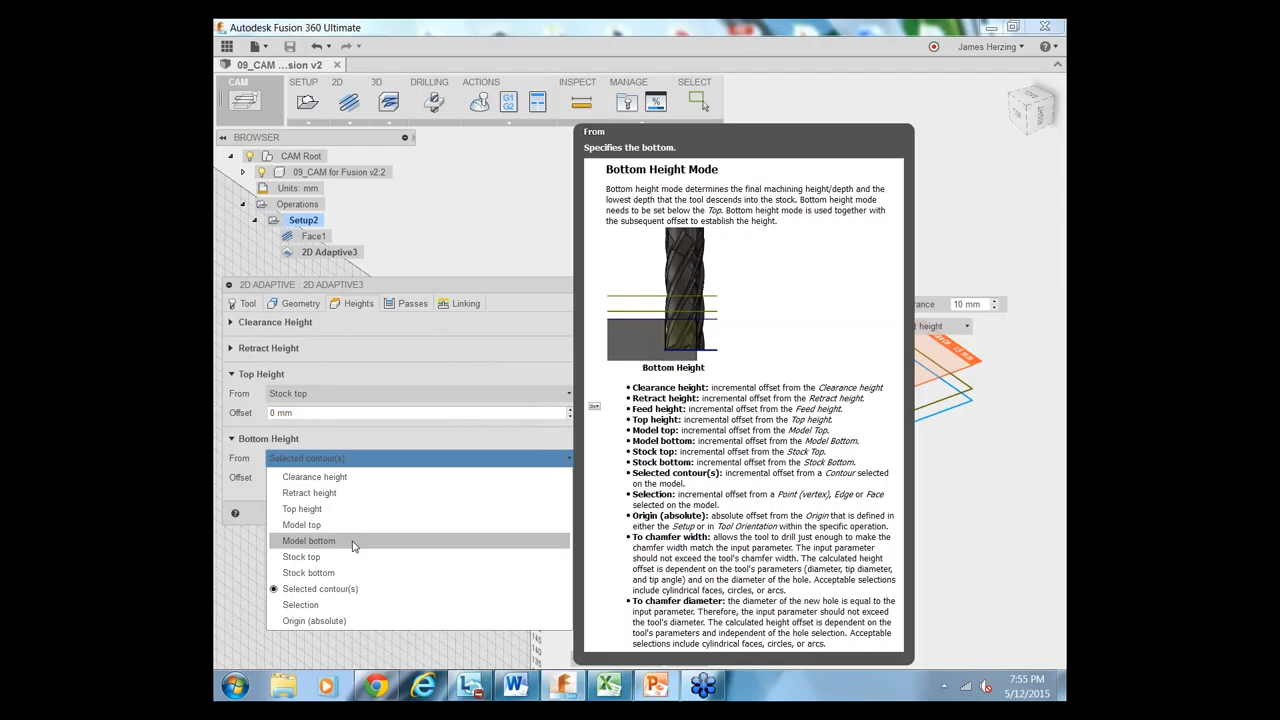 Autodesk Fusion 360 Ultimate
James Herzing
09_CAM ...sion v2
CAM
SETUP
2D
3D
DRILLING
ACTIONS
INSPECT
MANAGE
SELECT
G1
G2
%
TOP
BROWSER
CAM Root
09_CAM for Fusion v2:2
Units: mm
Operations
Setup2
Face1
2D Adaptive3
2D ADAPTIVE : 2D ADAPTIVE3
Tool
Geometry
Heights
Passes
Linking
Clearance Height
Retract Height
Top Height
From
Stock top
Offset
0 mm
Bottom Height
From
Selected contour(s)
Offset
Clearance height
Retract height
Top height
Model top
Model bottom
Stock top
Stock bottom
Selected contour(s)
Selection
Origin (absolute)
From
Specifies the bottom.
Bottom Height Mode
Bottom height mode determines the final machining height/depth and the
lowest depth that the tool descends into the stock. Bottom height mode
needs to be set below the Top. Bottom height mode is used together with
the subsequent offset to establish the height.
Bottom Height
• Clearance height: incremental offset from the Clearance height
• Retract height: incremental offset from the Retract height.
• Feed height: incremental offset from the Feed height.
• Top height: incremental offset from the Top height.
• Model top: incremental offset from the Model Top.
• Model bottom: incremental offset from the Model Bottom.
• Stock top: incremental offset from the Stock Top.
• Stock bottom: incremental offset from the Stock Bottom.
• Selected contour(s): incremental offset from a Contour selected
on the model.
• Selection: incremental offset from a Point (vertex), Edge or Face
selected on the model.
• Origin (absolute): absolute offset from the Origin that is defined in
either the Setup or in Tool Orientation within the specific operation.
• To chamfer width: allows the tool to drill just enough to make the
chamfer width match the input parameter. The input parameter
should not exceed the tool's chamfer width. The calculated height
offset is dependent on the tool's parameters (diameter, tip diameter,
and tip angle) and on the diameter of the hole. Acceptable selections
include cylindrical faces, circles, or arcs.
• To chamfer diameter: the diameter of the new hole is equal to the
input parameter. Therefore, the input parameter should not exceed
the tool's diameter. The calculated height offset is dependent on the
tool's parameters and independent of the hole selection. Acceptable
selections include cylindrical faces, circles, or arcs.
rance
10 mm
t height
7:55 PM
5/12/2015